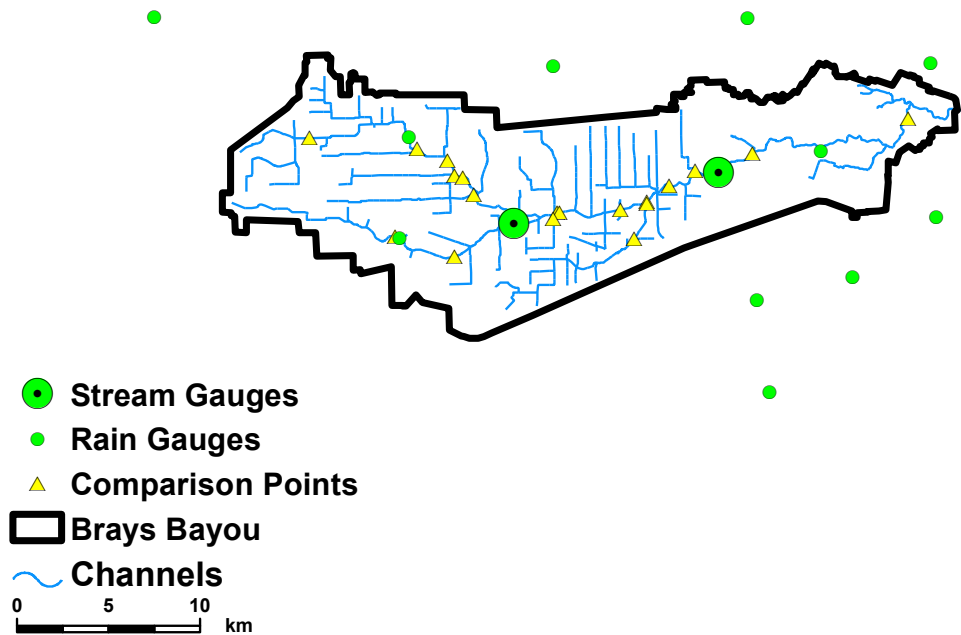 Stream Gauges
Rain Gauges
Comparison Points
Brays Bayou
Channels
0 5 10
km